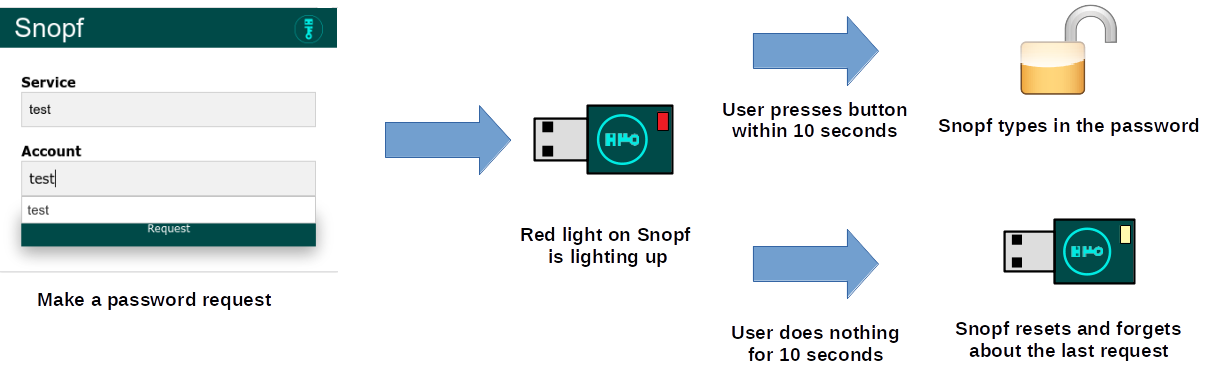 Snopf
Service
test
Account
test
test
Request
Make a password request
Red light on Snopf
is lighting up
User presses button
within 10 seconds
Snopf types in the password
User does nothing
for 10 seconds
Snopf resets and forgets
about the last request